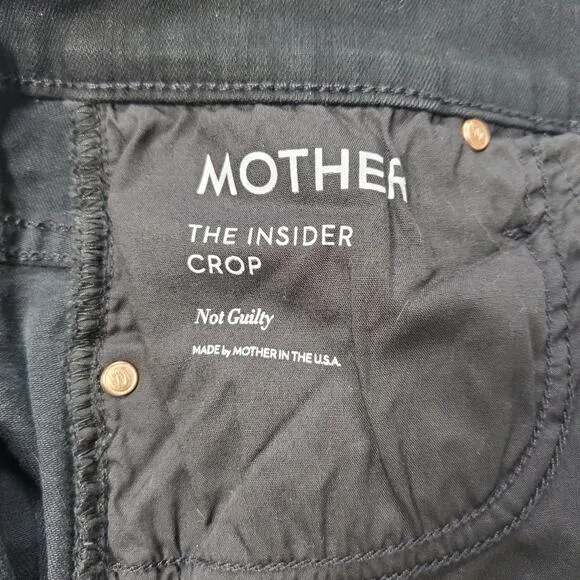 MOTHER
THE INSIDER
CROP
Not Guilty
MADE by MOTHER IN THE U.S.A.